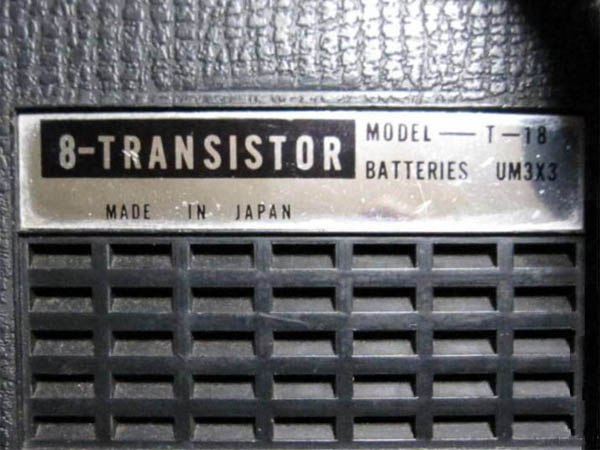 8-TRANSISTOR
MODEL — T-18
BATTERIES UM3X3
MADE IN JAPAN